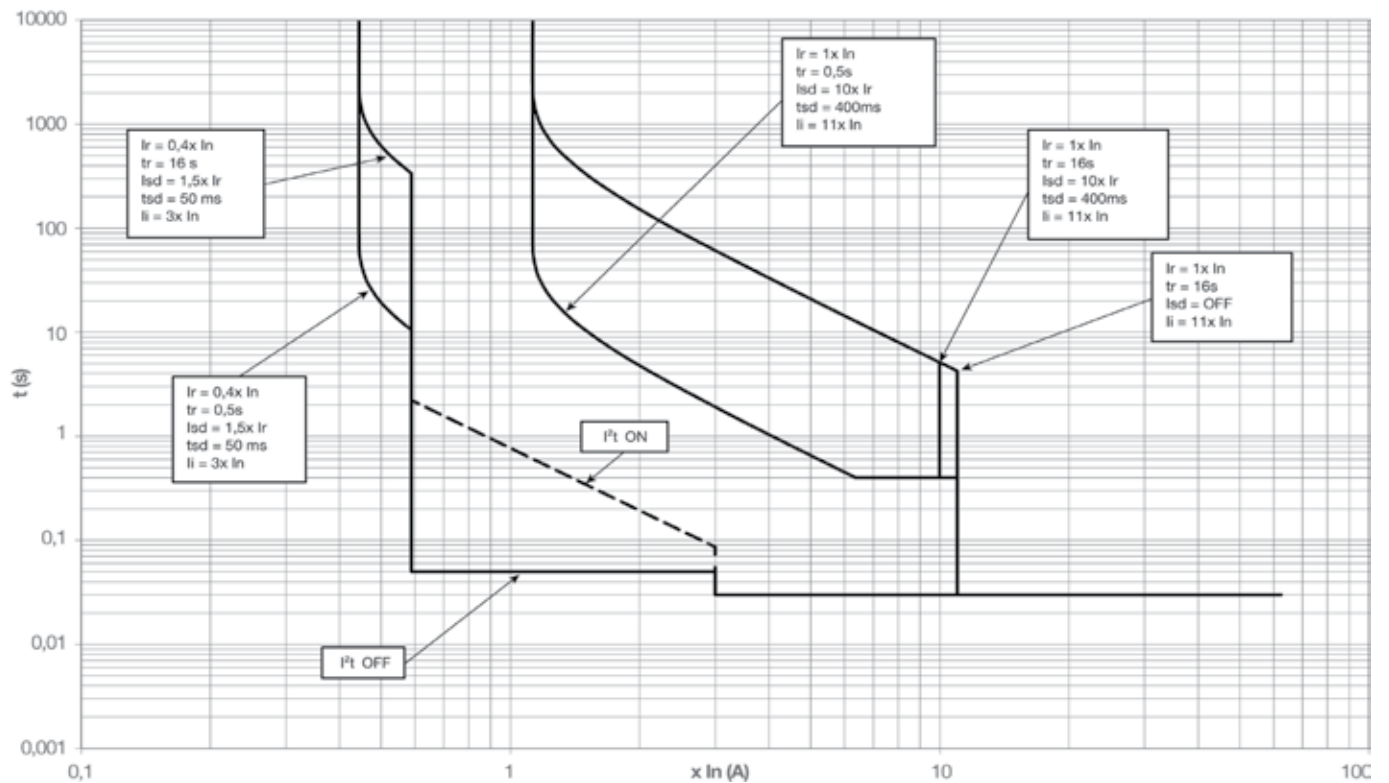 10000
1000
100
10
1
0,1
0,01
0,001
t (s)
0,1
1
x In (A)
10
100
Ir = 0,4x In
tr = 16 s
Isd = 1,5x Ir
tsd = 50 ms
Ii = 3x In
Ir = 0,4x In
tr = 0,5s
Isd = 1,5x Ir
tsd = 50 ms
Ii = 3x In
I²t OFF
I²t ON
Ir = 1x In
tr = 0,5s
Isd = 10x Ir
tsd = 400ms
Ii = 11x In
Ir = 1x In
tr = 16s
Isd = 10x Ir
tsd = 400ms
Ii = 11x In
Ir = 1x In
tr = 16s
Isd = OFF
Ii = 11x In